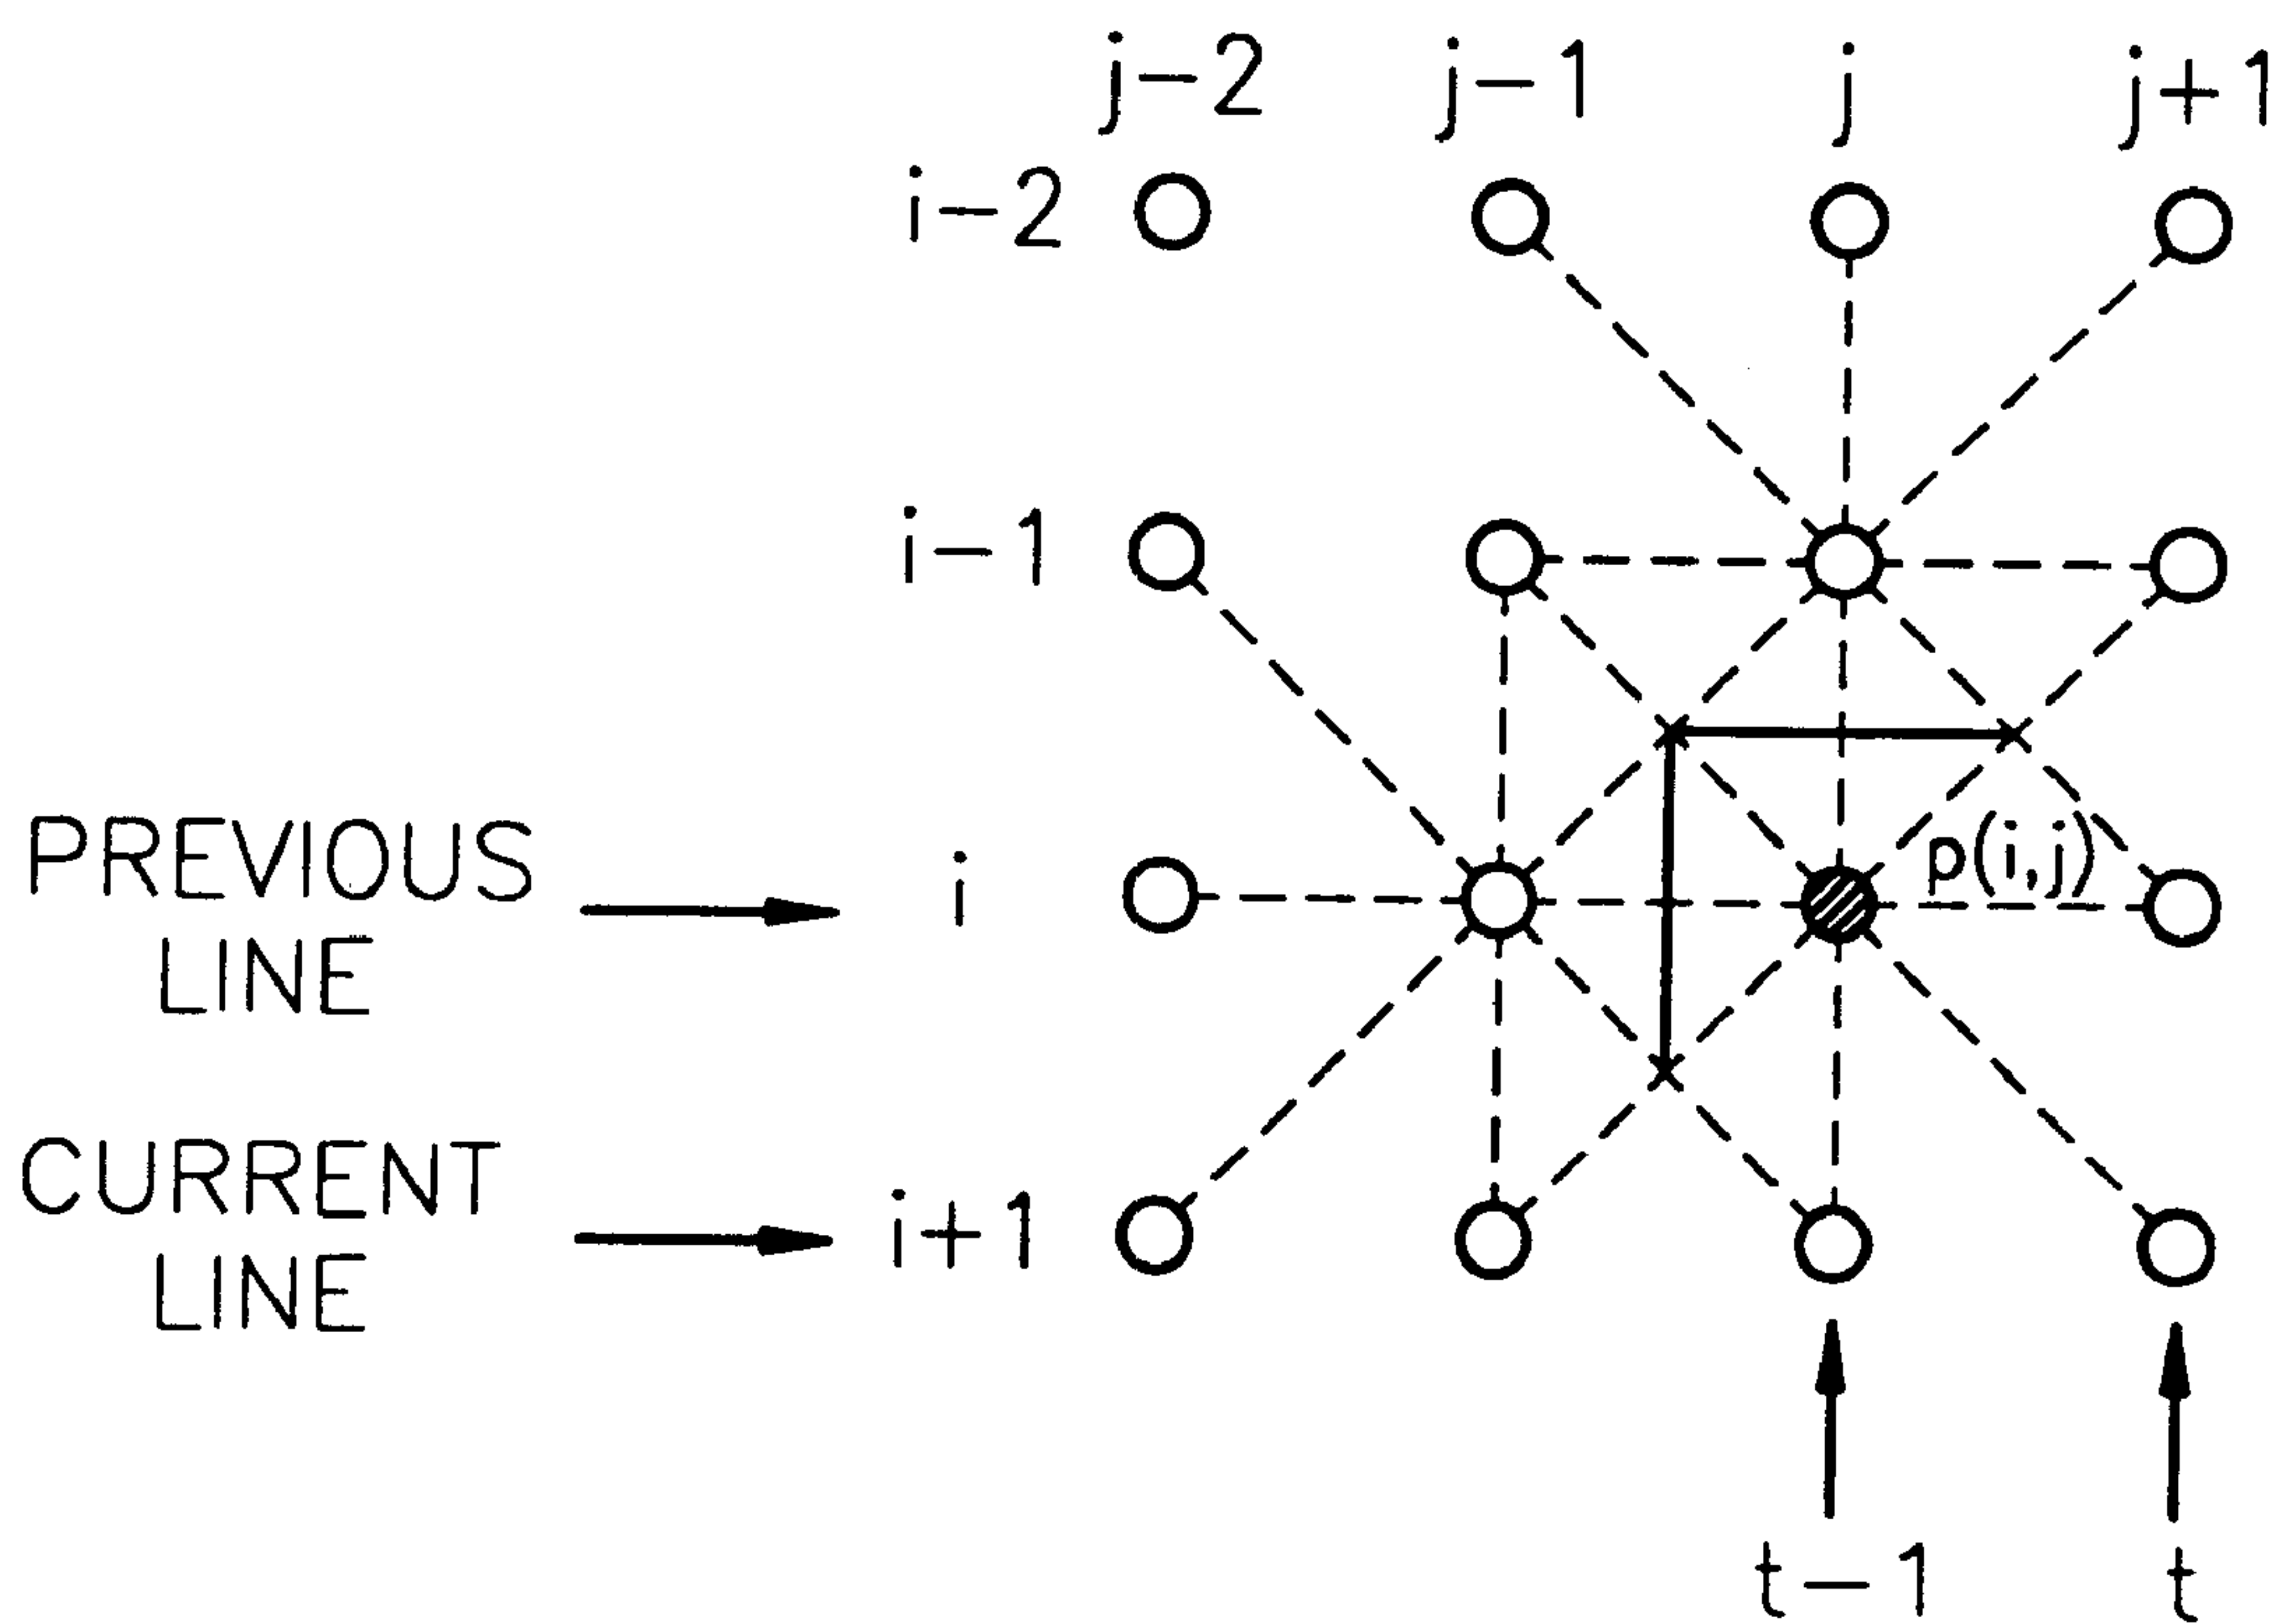 j−2 j−1 j j+1
i−2
i−1
p(i,j)
PREVIOUS
LINE
i
CURRENT
LINE
i+1
t−1 t